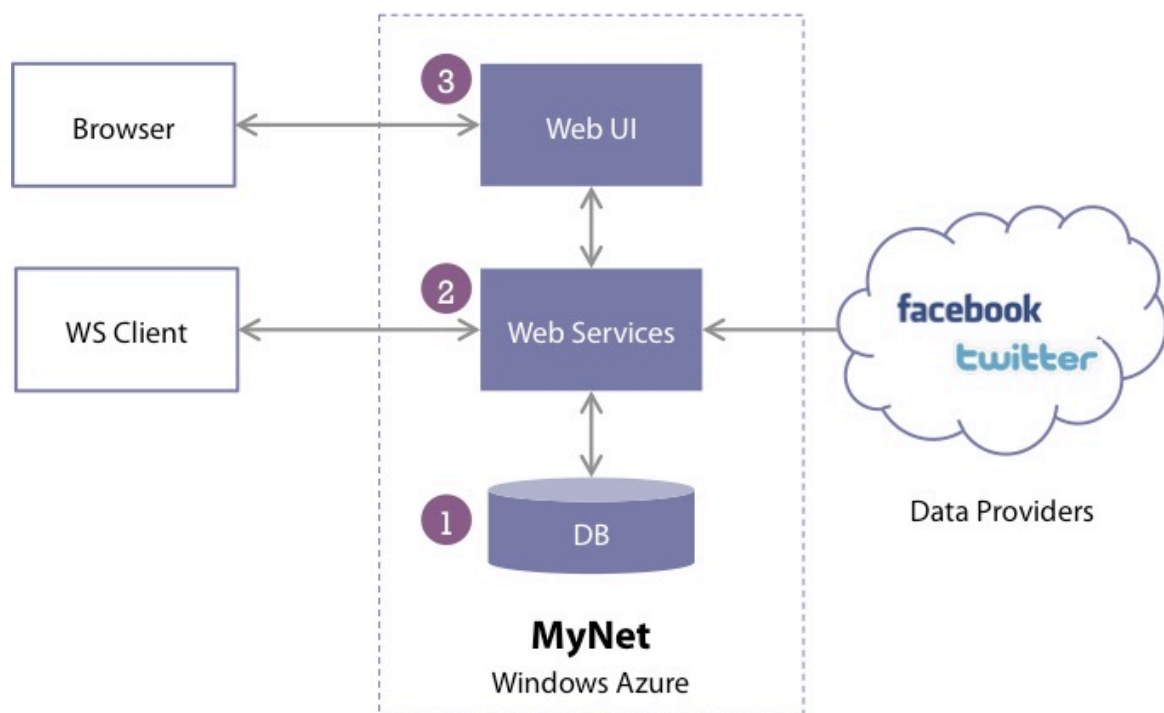 3
Browser
Web UI
2
WS Client
Web Services
facebook
twitter
1
DB
Data Providers
MyNet
Windows Azure